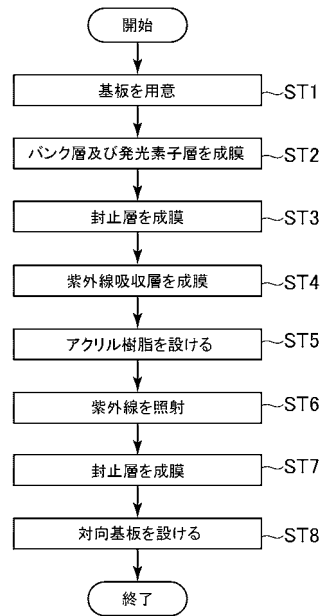 開始
基板を用意 ST1
バンク層及び発光素子層を成膜 ST2
封止層を成膜 ST3
紫外線吸収層を成膜 ST4
アクリル樹脂を設ける ST5
紫外線を照射 ST6
封止層を成膜 ST7
対向基板を設ける ST8
終了